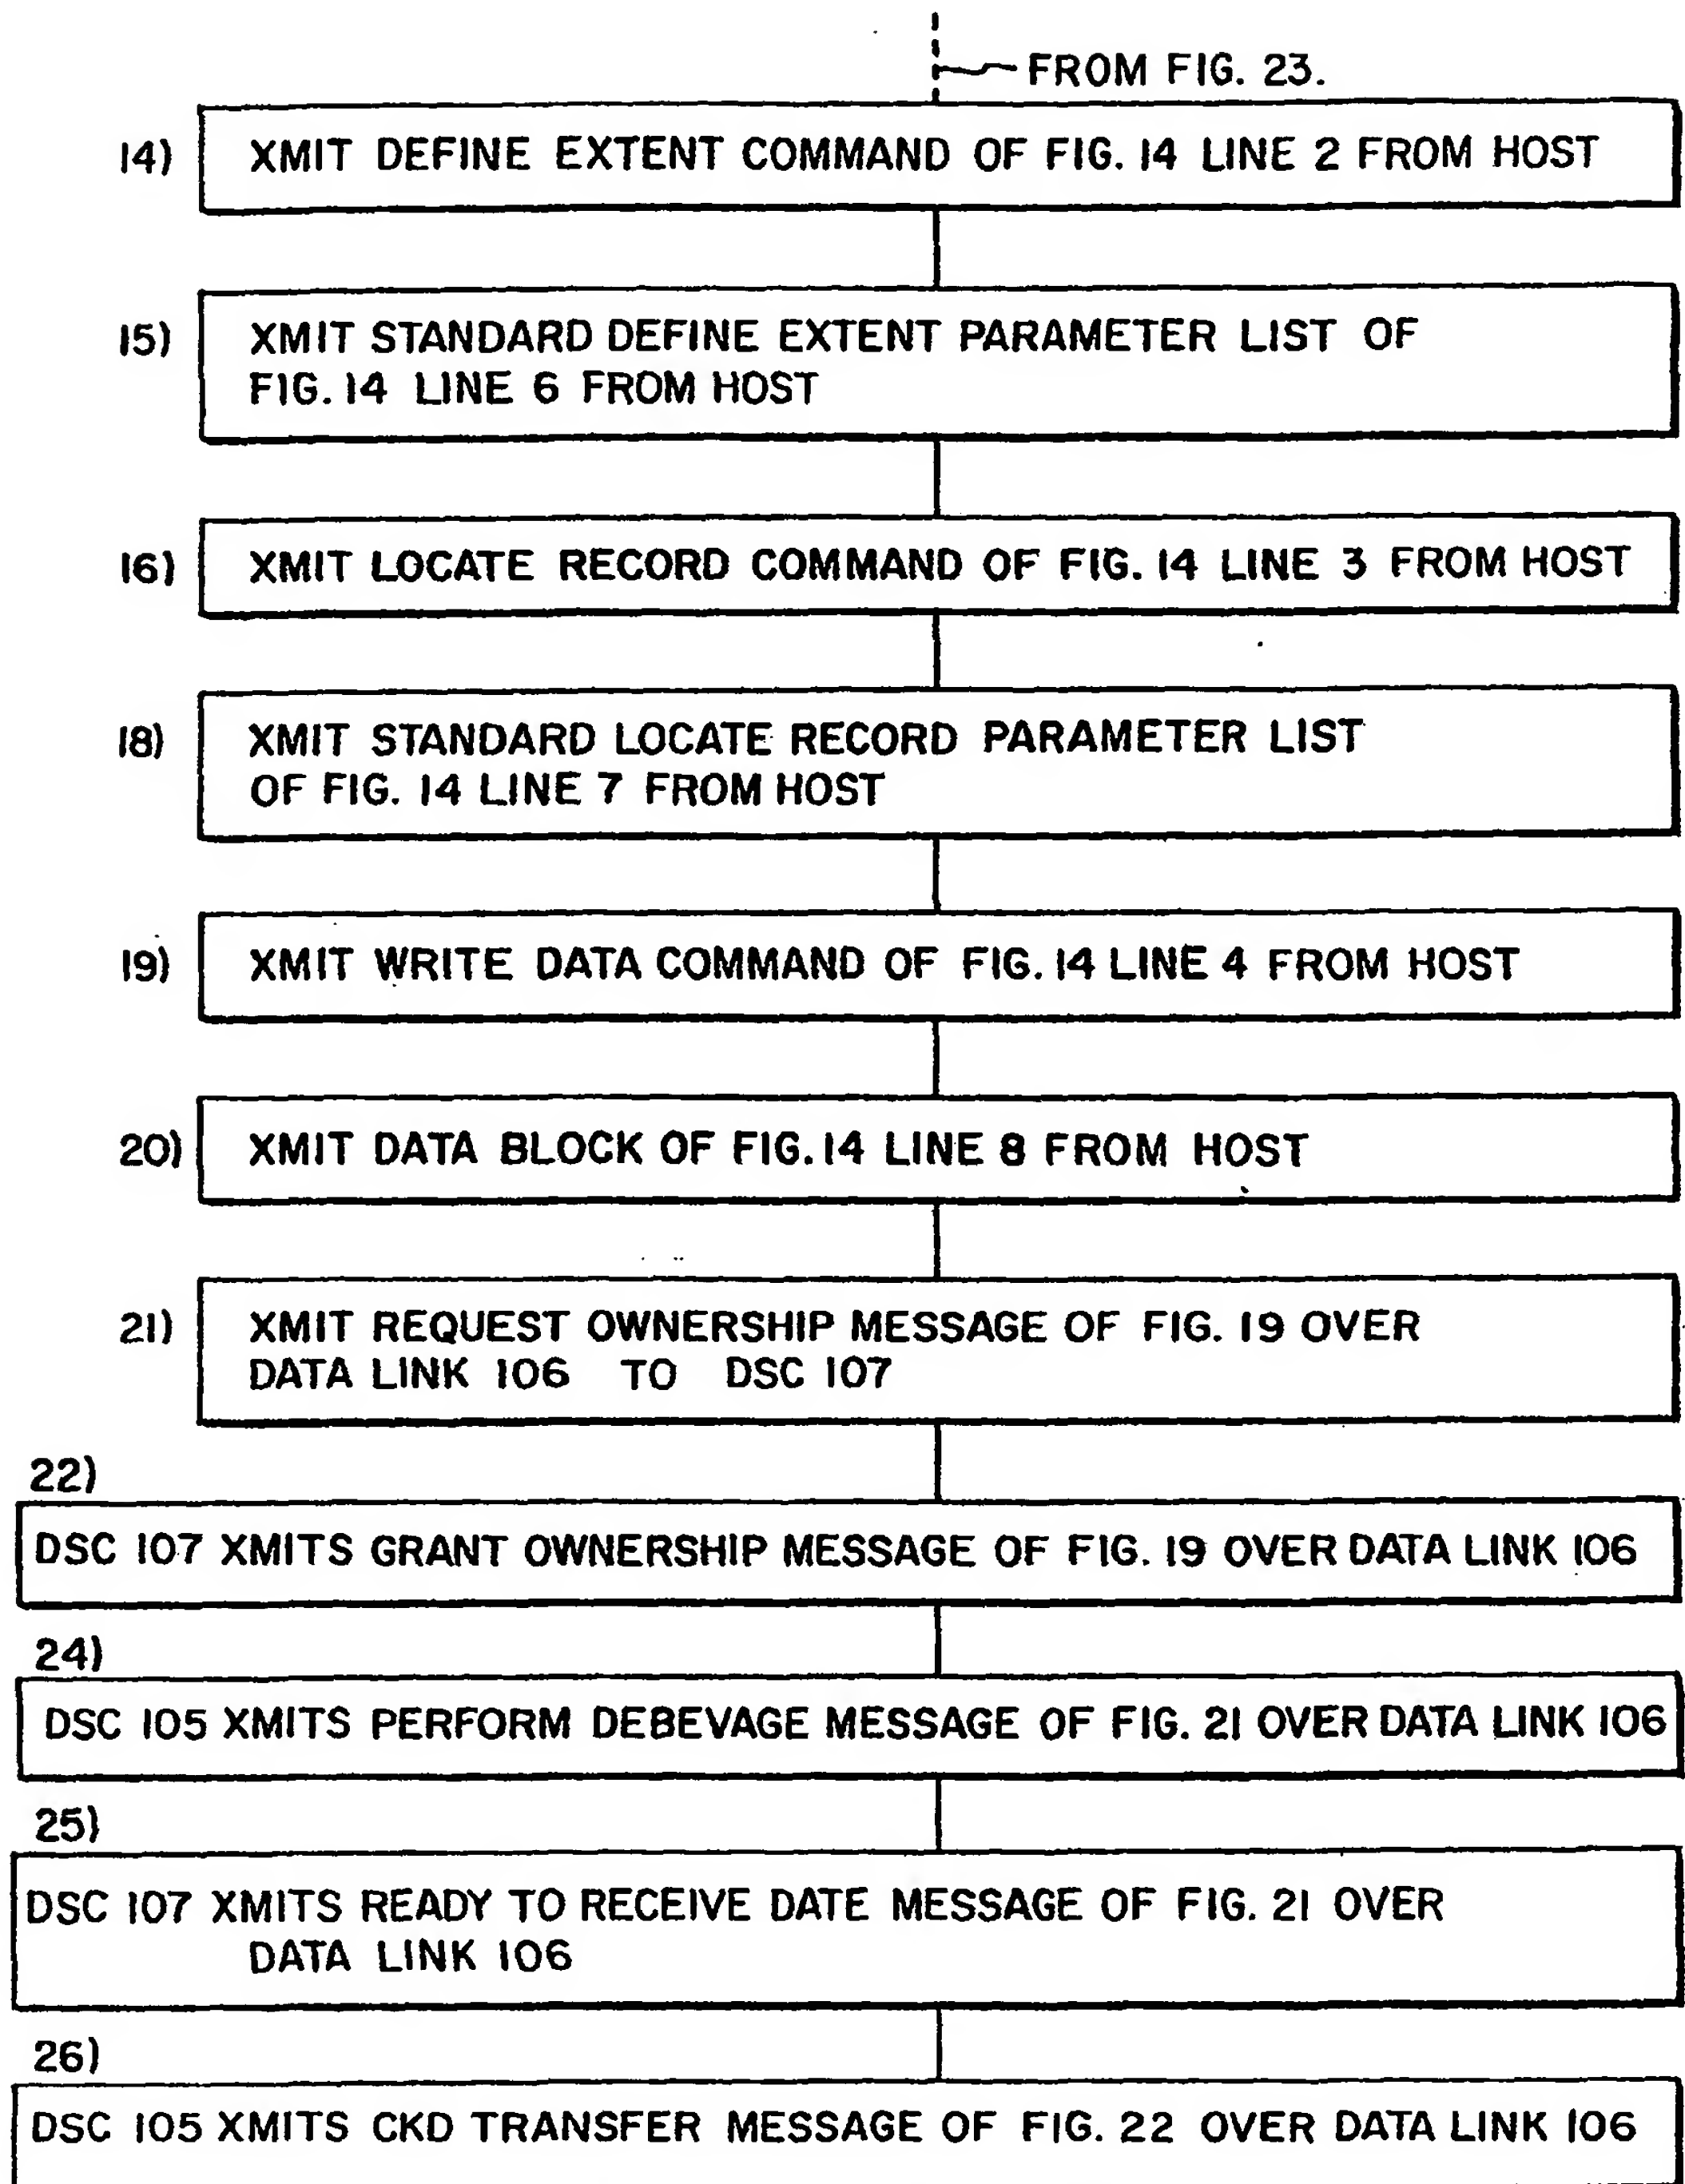 FROM FIG. 23.
14) XMIT DEFINE EXTENT COMMAND OF FIG. 14 LINE 2 FROM HOST
15) XMIT STANDARD DEFINE EXTENT PARAMETER LIST OF
FIG. 14 LINE 6 FROM HOST
16) XMIT LOCATE RECORD COMMAND OF FIG. 14 LINE 3 FROM HOST
18) XMIT STANDARD LOCATE RECORD PARAMETER LIST
OF FIG. 14 LINE 7 FROM HOST
19) XMIT WRITE DATA COMMAND OF FIG. 14 LINE 4 FROM HOST
20) XMIT DATA BLOCK OF FIG. 14 LINE 8 FROM HOST
21) XMIT REQUEST OWNERSHIP MESSAGE OF FIG. 19 OVER
DATA LINK 106 TO DSC 107
22)
DSC 107 XMITS GRANT OWNERSHIP MESSAGE OF FIG. 19 OVER DATA LINK 106
24)
DSC 105 XMITS PERFORM DEBEVAGE MESSAGE OF FIG. 21 OVER DATA LINK 106
25)
DSC 107 XMITS READY TO RECEIVE DATE MESSAGE OF FIG. 21 OVER
DATA LINK 106
26)
DSC 105 XMITS CKD TRANSFER MESSAGE OF FIG. 22 OVER DATA LINK 106